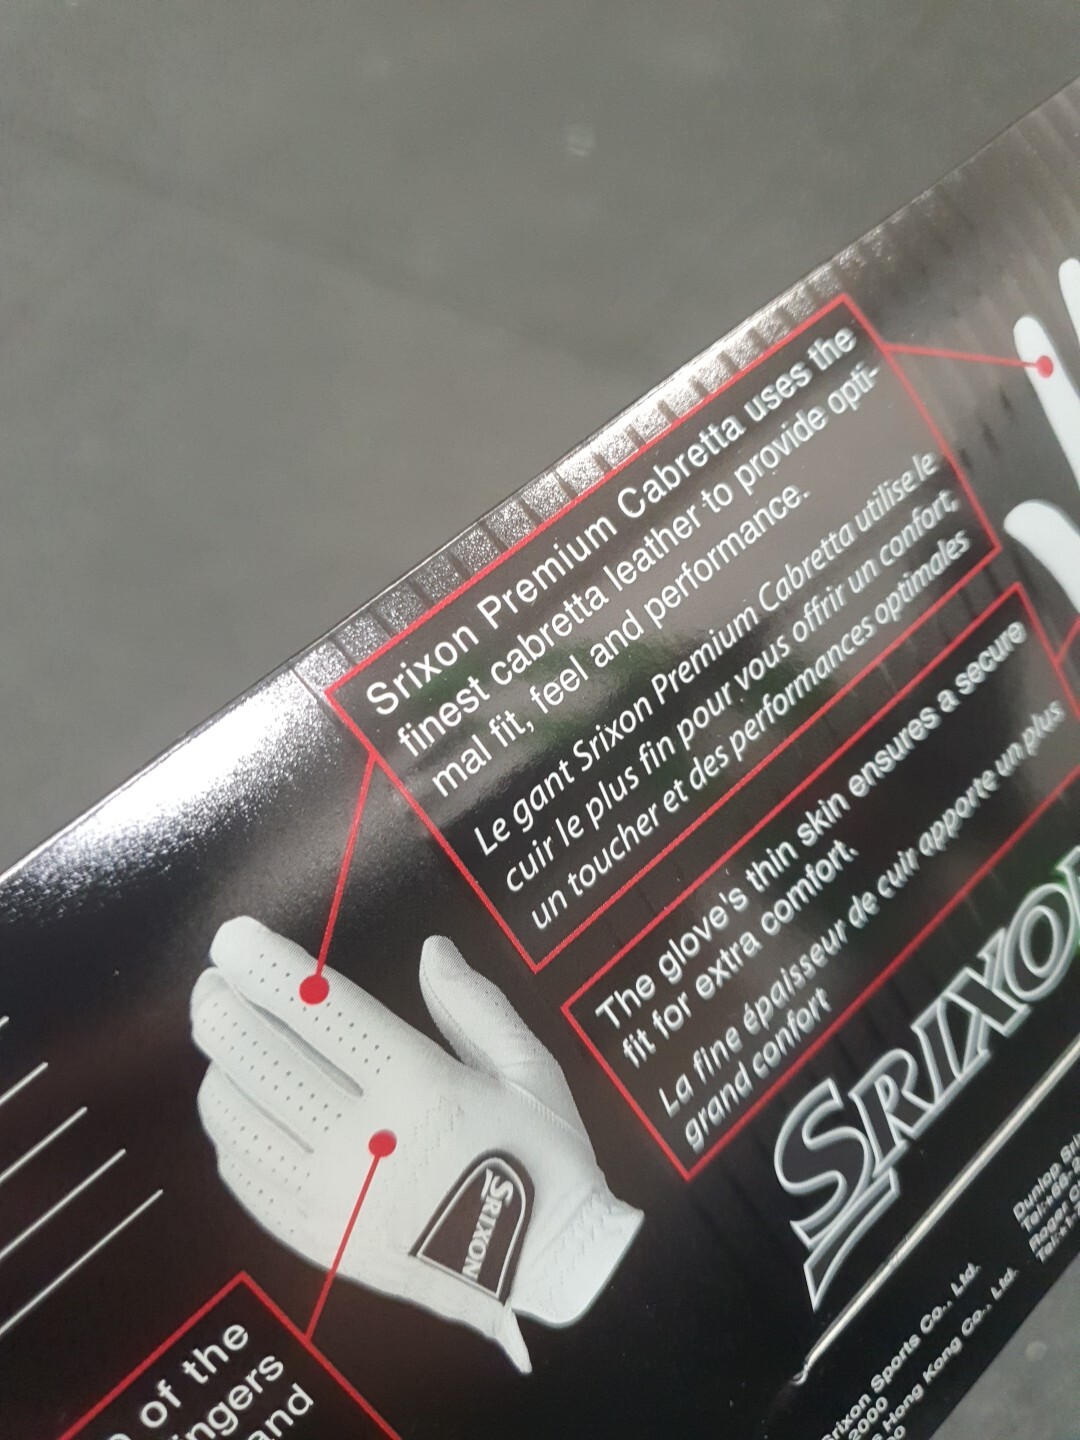 Srixon Premium Cabretta uses the
finest cabretta leather to provide opti-
mal fit, feel and performance.
Le gant Srixon Premium Cabretta utilise le
cuir le plus fin pour vous offrir un confort,
un toucher et des performances optimales
The glove's thin skin ensures a secure
fit for extra comfort.
La fine épaisseur de cuir apporte un plus
grand confort
SRIXON
SRIXON
of the
and
Srixon Sports Co., Ltd.
2000
Hong Kong Co., Ltd.
Dunlop